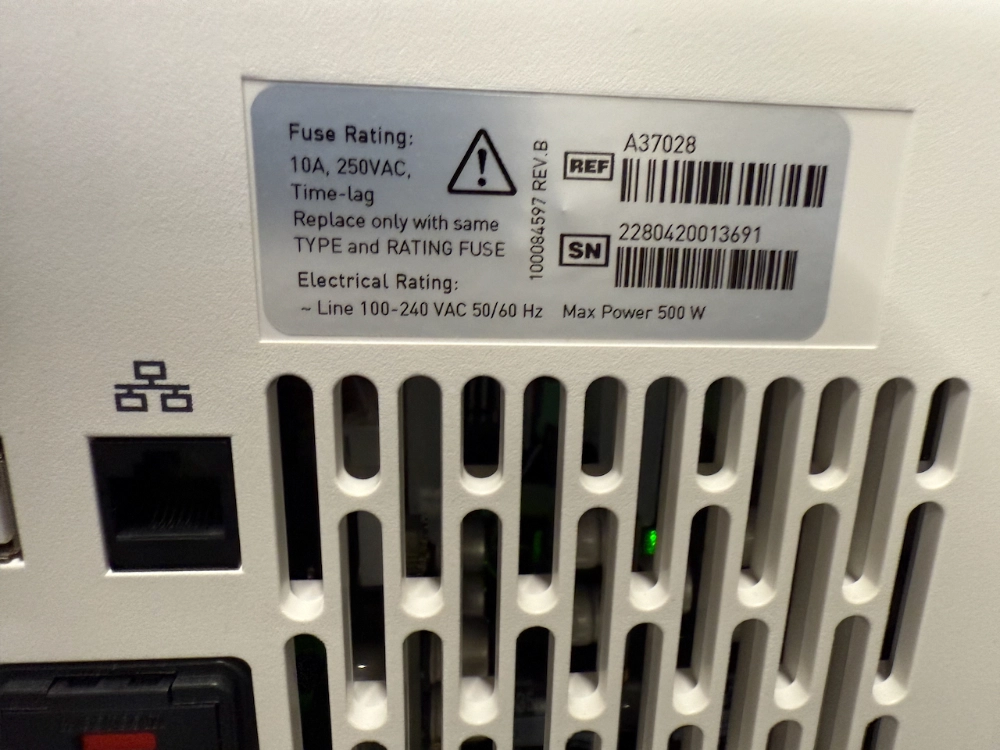 Fuse Rating:
10A, 250VAC,
Time-lag
Replace only with same
TYPE and RATING FUSE
Electrical Rating:
~ Line 100-240 VAC 50/60 Hz Max Power 500 W
100084597 REV.B
REF
A37028
SN
2280420013691